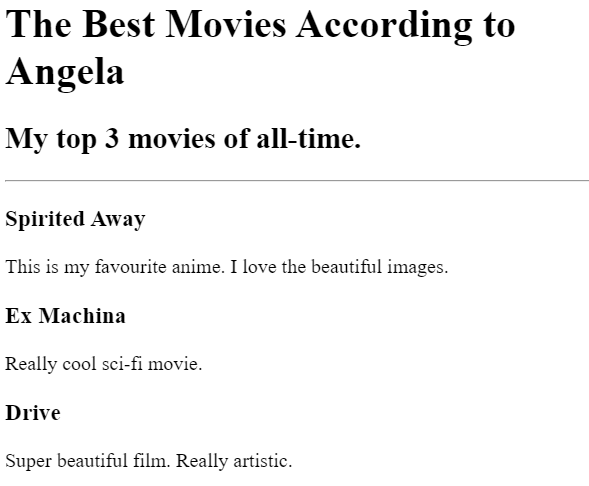 The Best Movies According to
Angela
My top 3 movies of all-time.
Spirited Away
This is my favourite anime. I love the beautiful images.
Ex Machina
Really cool sci-fi movie.
Drive
Super beautiful film. Really artistic.